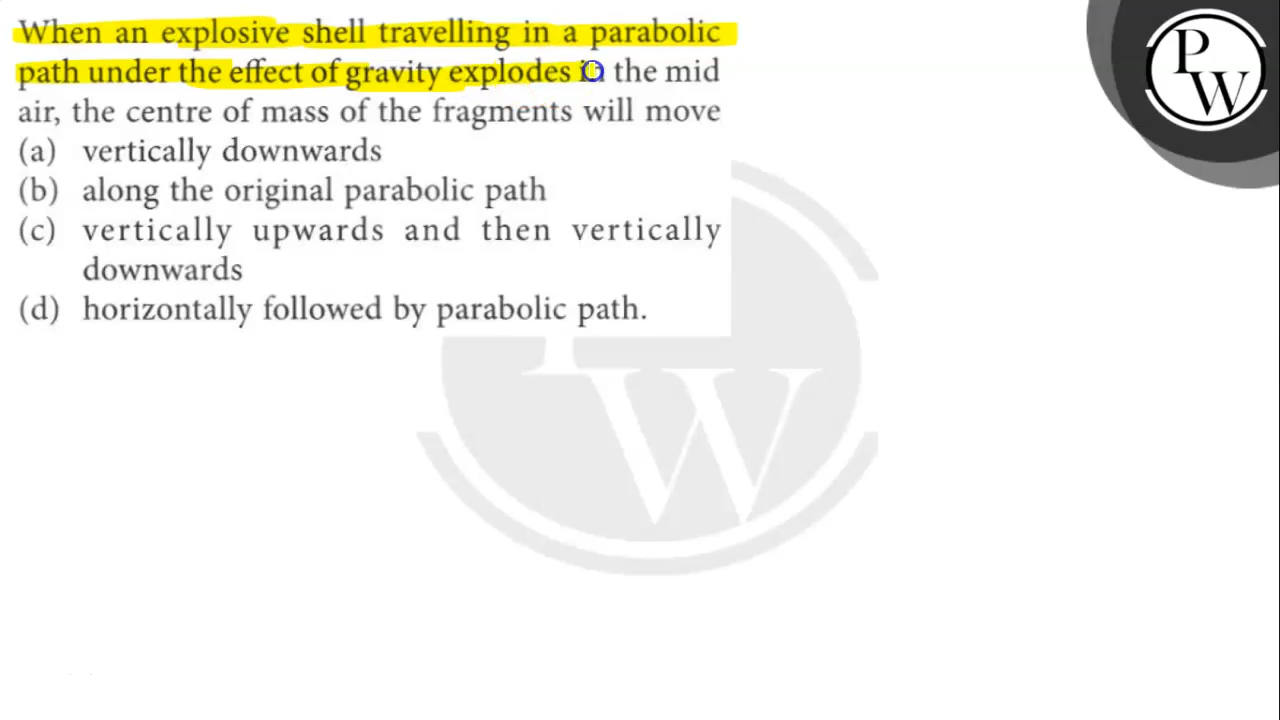 When an explosive shell travelling in a parabolic
path under the effect of gravity explodes in the mid
air, the centre of mass of the fragments will move
(a) vertically downwards
(b) along the original parabolic path
(c) vertically upwards and then vertically
downwards
(d) horizontally followed by parabolic path.
P
W
W